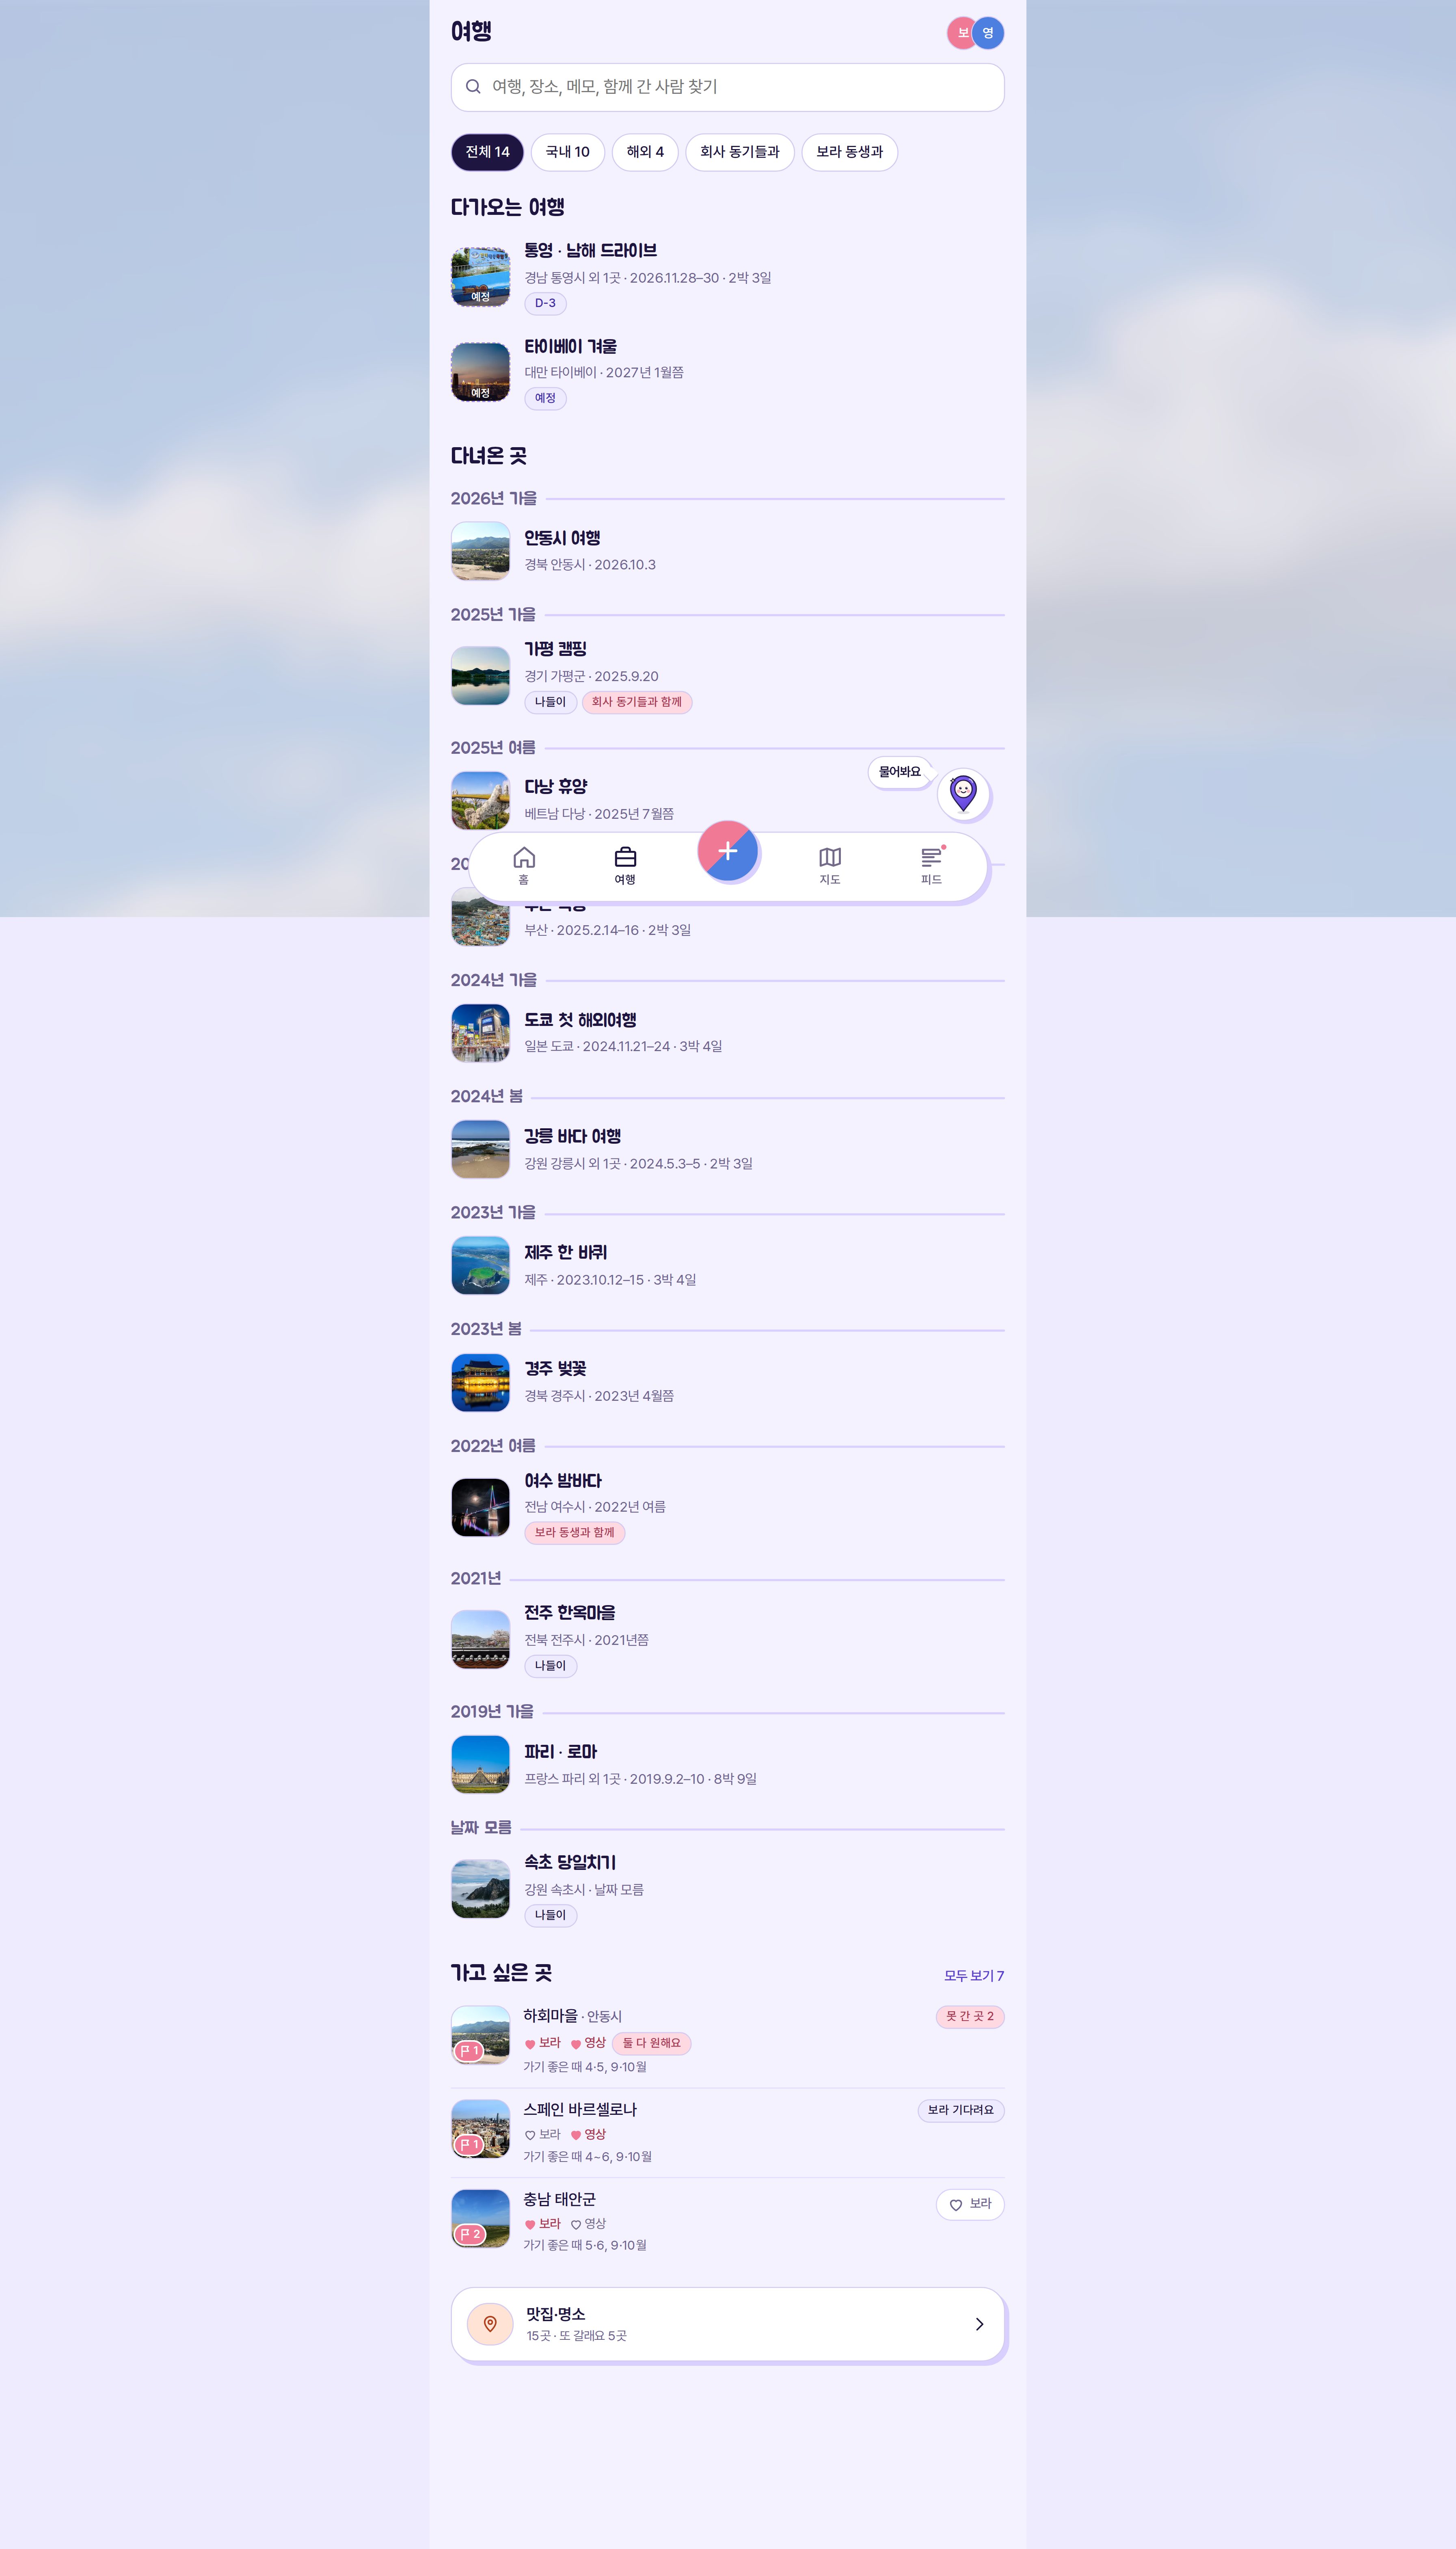 여행
보 영
여행, 장소, 메모, 함께 간 사람 찾기
전체 14 국내 10 해외 4 회사 동기들과 보라 동생과
다가오는 여행
통영 · 남해 드라이브
경남 통영시 외 1곳 · 2026.11.28–30 · 2박 3일
예정
D-3
타이베이 겨울
대만 타이베이 · 2027년 1월쯤
예정
예정
다녀온 곳
2026년 가을
안동시 여행
경북 안동시 · 2026.10.3
2025년 가을
가평 캠핑
경기 가평군 · 2025.9.20
나들이 회사 동기들과 함께
2025년 여름
물어봐요
다낭 휴양
베트남 다낭 · 2025년 7월쯤
20
홈 여행 지도 피드
부산 · 2025.2.14–16 · 2박 3일
2024년 가을
도쿄 첫 해외여행
일본 도쿄 · 2024.11.21–24 · 3박 4일
2024년 봄
강릉 바다 여행
강원 강릉시 외 1곳 · 2024.5.3–5 · 2박 3일
2023년 가을
제주 한 바퀴
제주 · 2023.10.12–15 · 3박 4일
2023년 봄
경주 벚꽃
경북 경주시 · 2023년 4월쯤
2022년 여름
여수 밤바다
전남 여수시 · 2022년 여름
보라 동생과 함께
2021년
전주 한옥마을
전북 전주시 · 2021년쯤
나들이
2019년 가을
파리 · 로마
프랑스 파리 외 1곳 · 2019.9.2–10 · 8박 9일
날짜 모름
속초 당일치기
강원 속초시 · 날짜 모름
나들이
가고 싶은 곳 모두 보기 7
하회마을 · 안동시 못 간 곳 2
1 보라 영상 둘 다 원해요
가기 좋은 때 4·5, 9·10월
스페인 바르셀로나 보라 기다려요
1 보라 영상
가기 좋은 때 4~6, 9·10월
충남 태안군 보라
2 보라 영상
가기 좋은 때 5·6, 9·10월
맛집·명소
15곳 · 또 갈래요 5곳